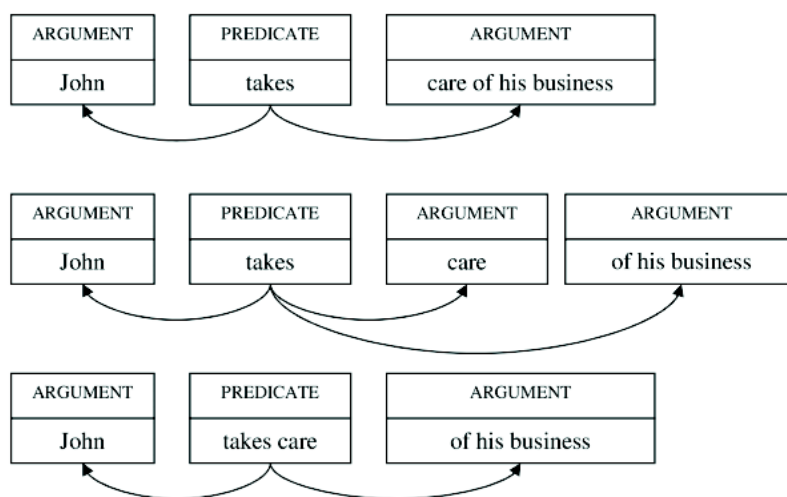 ARGUMENT PREDICATE ARGUMENT
John takes care of his business
ARGUMENT PREDICATE ARGUMENT ARGUMENT
John takes care of his business
ARGUMENT PREDICATE ARGUMENT
John takes care of his business